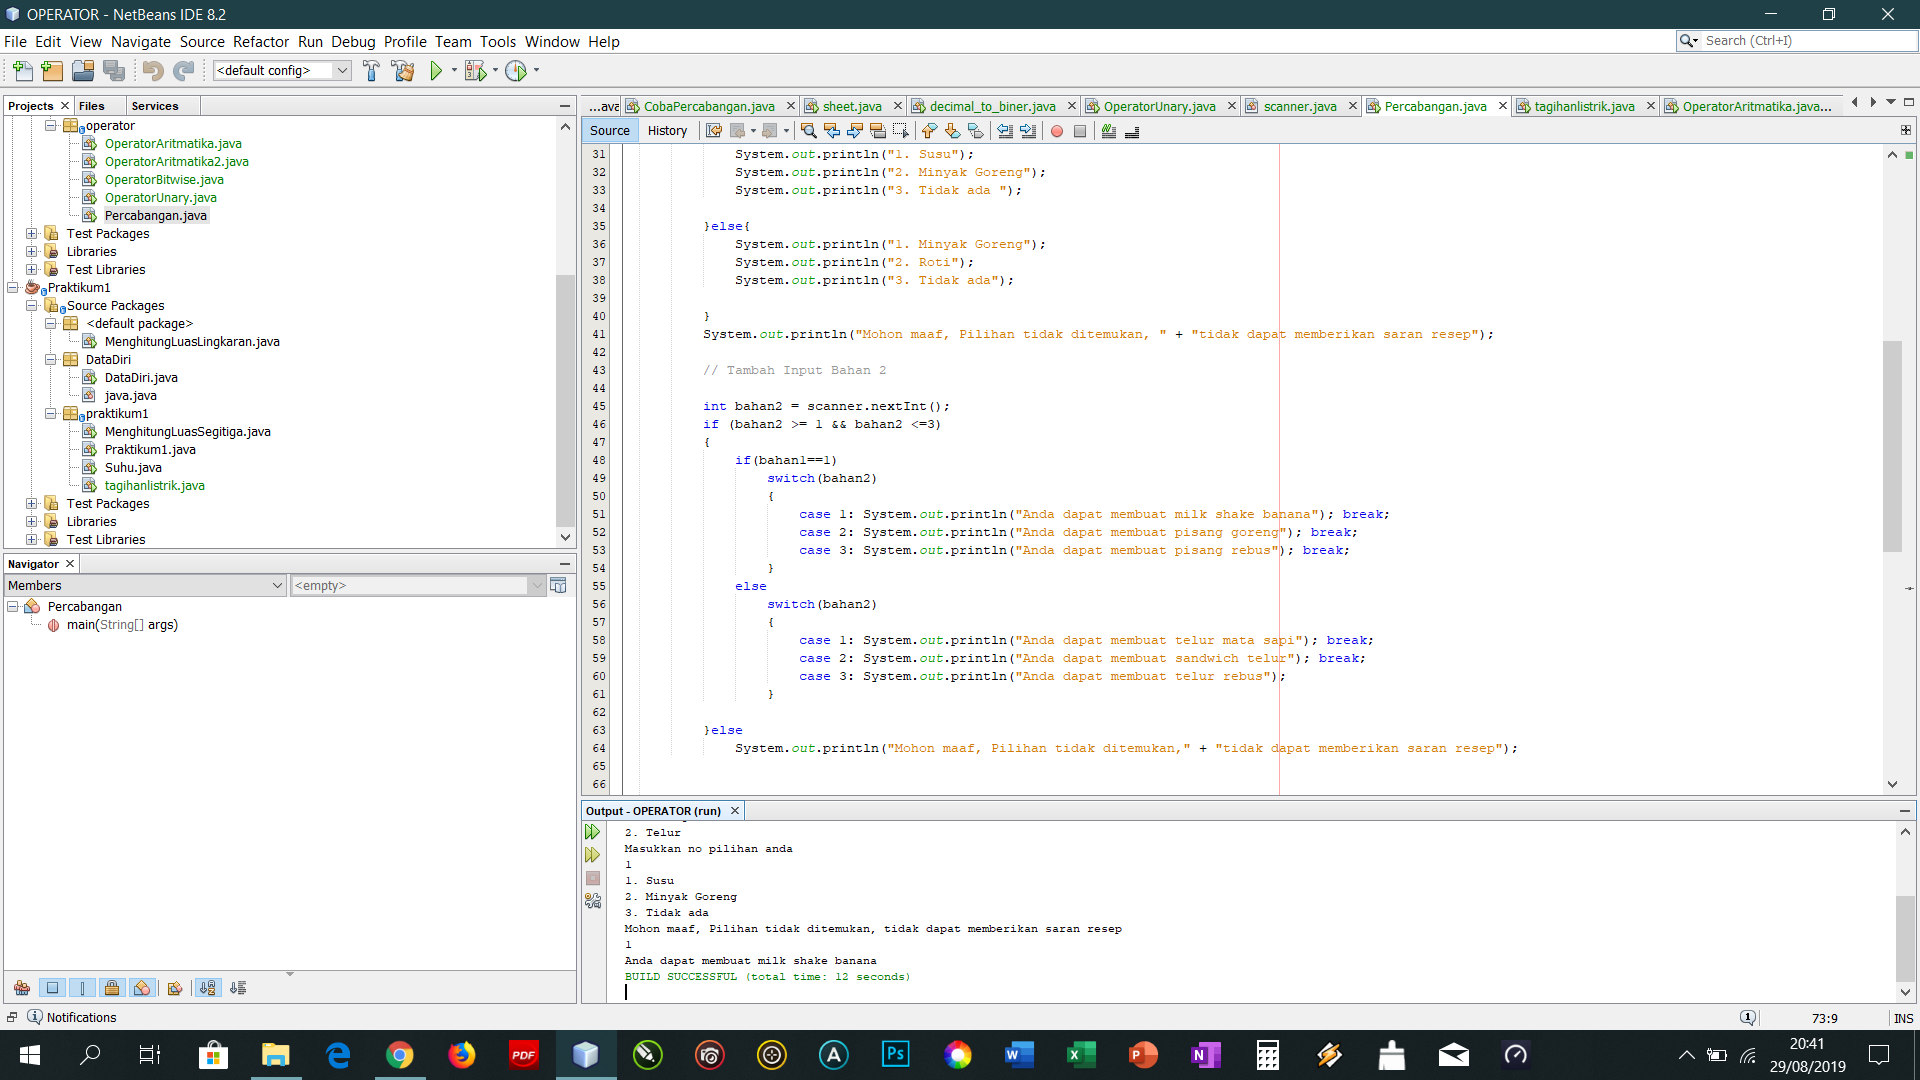 OPERATOR - NetBeans IDE 8.2
File Edit View Navigate Source Refactor Run Debug Profile Team Tools Window Help
Search (Ctrl+I)
<default config>
Projects Files Services
operator
OperatorAritmatika.java
OperatorAritmatika2.java
OperatorBitwise.java
OperatorUnary.java
Percabangan.java
Test Packages
Libraries
Test Libraries
Praktikum1
Source Packages
<default package>
MenghitungLuasLingkaran.java
DataDiri
DataDiri.java
java.java
praktikum1
MenghitungLuasSegitiga.java
Praktikum1.java
Suhu.java
tagihanlistrik.java
Test Packages
Libraries
Test Libraries
Navigator
Members
<empty>
Percabangan
main(String[] args)
...ava CobaPercabangan.java sheet.java decimal_to_biner.java OperatorUnary.java scanner.java Percabangan.java tagihanlistrik.java OperatorAritmatika.java...
Source History
31 System.out.println("1. Susu");
32 System.out.println("2. Minyak Goreng");
33 System.out.println("3. Tidak ada ");
34
35 }else{
36 System.out.println("1. Minyak Goreng");
37 System.out.println("2. Roti");
38 System.out.println("3. Tidak ada");
39
40 }
41 System.out.println("Mohon maaf, Pilihan tidak ditemukan, " + "tidak dapat memberikan saran resep");
42
43 // Tambah Input Bahan 2
44
45 int bahan2 = scanner.nextInt();
46 if (bahan2 >= 1 && bahan2 <=3)
47 {
48 if(bahan1==1)
49 switch(bahan2)
50 {
51 case 1: System.out.println("Anda dapat membuat milk shake banana"); break;
52 case 2: System.out.println("Anda dapat membuat pisang goreng"); break;
53 case 3: System.out.println("Anda dapat membuat pisang rebus"); break;
54 }
55 else
56 switch(bahan2)
57 {
58 case 1: System.out.println("Anda dapat membuat telur mata sapi"); break;
59 case 2: System.out.println("Anda dapat membuat sandwich telur"); break;
60 case 3: System.out.println("Anda dapat membuat telur rebus");
61 }
62
63 }else
64 System.out.println("Mohon maaf, Pilihan tidak ditemukan," + "tidak dapat memberikan saran resep");
65
66
Output - OPERATOR (run)
2. Telur
Masukkan no pilihan anda
1
1. Susu
2. Minyak Goreng
3. Tidak ada
Mohon maaf, Pilihan tidak ditemukan, tidak dapat memberikan saran resep
1
Anda dapat membuat milk shake banana
BUILD SUCCESSFUL (total time: 12 seconds)
Notifications
73:9 INS
PDF
Ps
20:41
29/08/2019